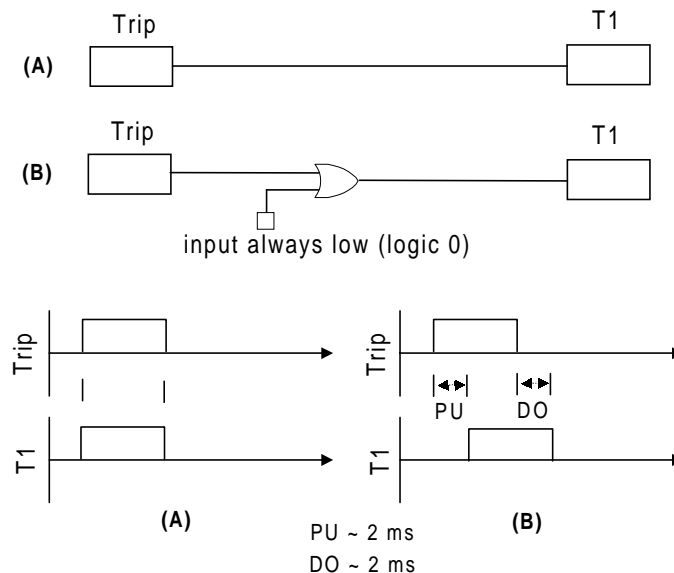 Trip T1
(A)
Trip T1
(B)
input always low (logic 0)
Trip
Trip
PU DO
T1
T1
(A) (B)
PU ~ 2 ms
DO ~ 2 ms